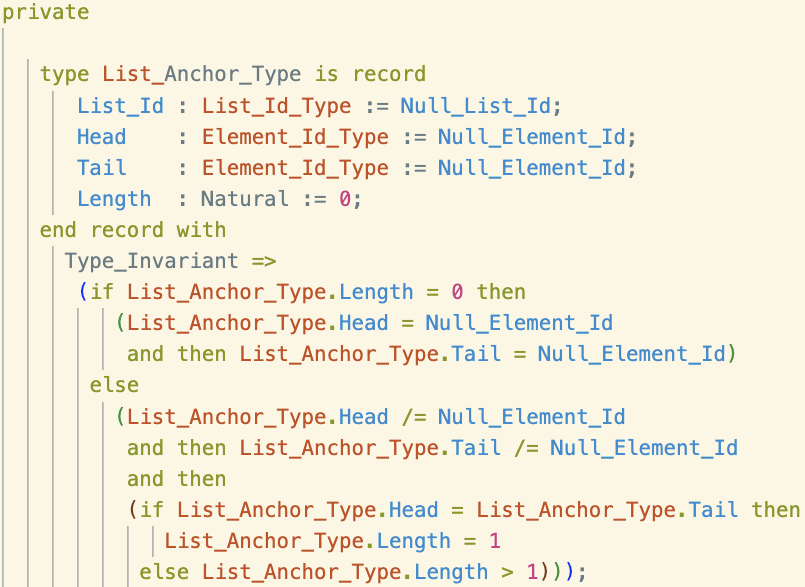 private
type List_Anchor_Type is record
List_Id : List_Id_Type := Null_List_Id;
Head : Element_Id_Type := Null_Element_Id;
Tail : Element_Id_Type := Null_Element_Id;
Length : Natural := 0;
end record with
Type_Invariant =>
(if List_Anchor_Type.Length = 0 then
(List_Anchor_Type.Head = Null_Element_Id
and then List_Anchor_Type.Tail = Null_Element_Id)
else
(List_Anchor_Type.Head /= Null_Element_Id
and then List_Anchor_Type.Tail /= Null_Element_Id
and then
(if List_Anchor_Type.Head = List_Anchor_Type.Tail then
List_Anchor_Type.Length = 1
else List_Anchor_Type.Length > 1)));